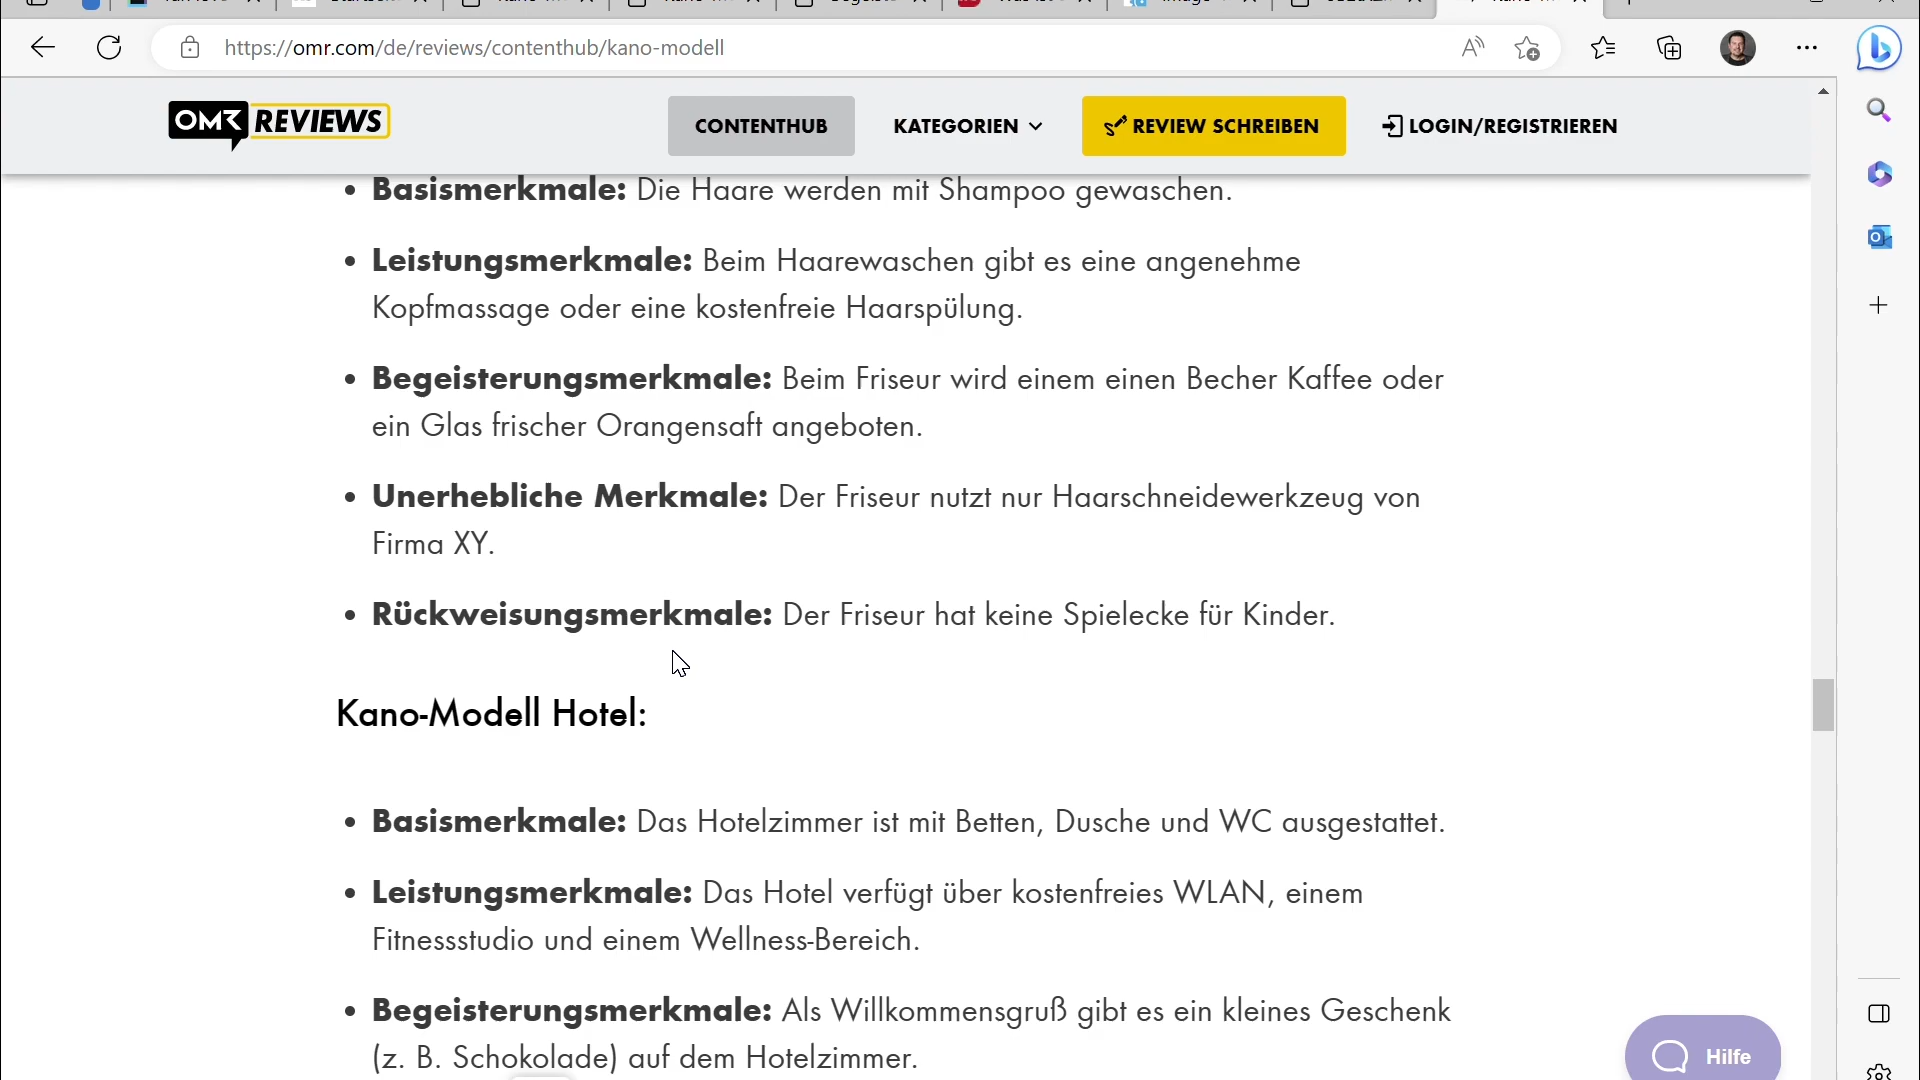 https://omr.com/de/reviews/contenthub/kano-modell
OMR REVIEWS
CONTENTHUB
KATEGORIEN
REVIEW SCHREIBEN
LOGIN/REGISTRIEREN
• Basismerkmale: Die Haare werden mit Shampoo gewaschen.
• Leistungsmerkmale: Beim Haarewaschen gibt es eine angenehme
Kopfmassage oder eine kostenfreie Haarspülung.
• Begeisterungsmerkmale: Beim Friseur wird einem einen Becher Kaffee oder
ein Glas frischer Orangensaft angeboten.
• Unerhebliche Merkmale: Der Friseur nutzt nur Haarschneidewerkzeug von
Firma XY.
• Rückweisungsmerkmale: Der Friseur hat keine Spielecke für Kinder.
Kano-Modell Hotel:
• Basismerkmale: Das Hotelzimmer ist mit Betten, Dusche und WC ausgestattet.
• Leistungsmerkmale: Das Hotel verfügt über kostenfreies WLAN, einem
Fitnessstudio und einem Wellness-Bereich.
• Begeisterungsmerkmale: Als Willkommensgruß gibt es ein kleines Geschenk
(z. B. Schokolade) auf dem Hotelzimmer.
Hilfe